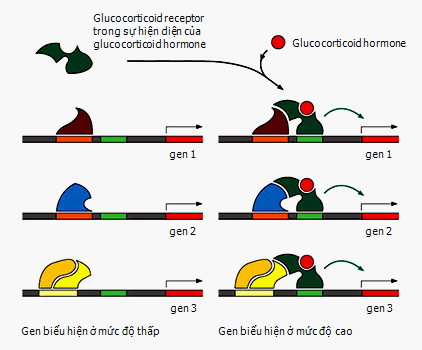 Glucocorticoid receptor
trong sự hiện diện của
glucocorticoid hormone
Glucocorticoid hormone
gen 1
gen 1
gen 2
gen 2
gen 3
gen 3
Gen biểu hiện ở mức độ thấp
Gen biểu hiện ở mức độ cao